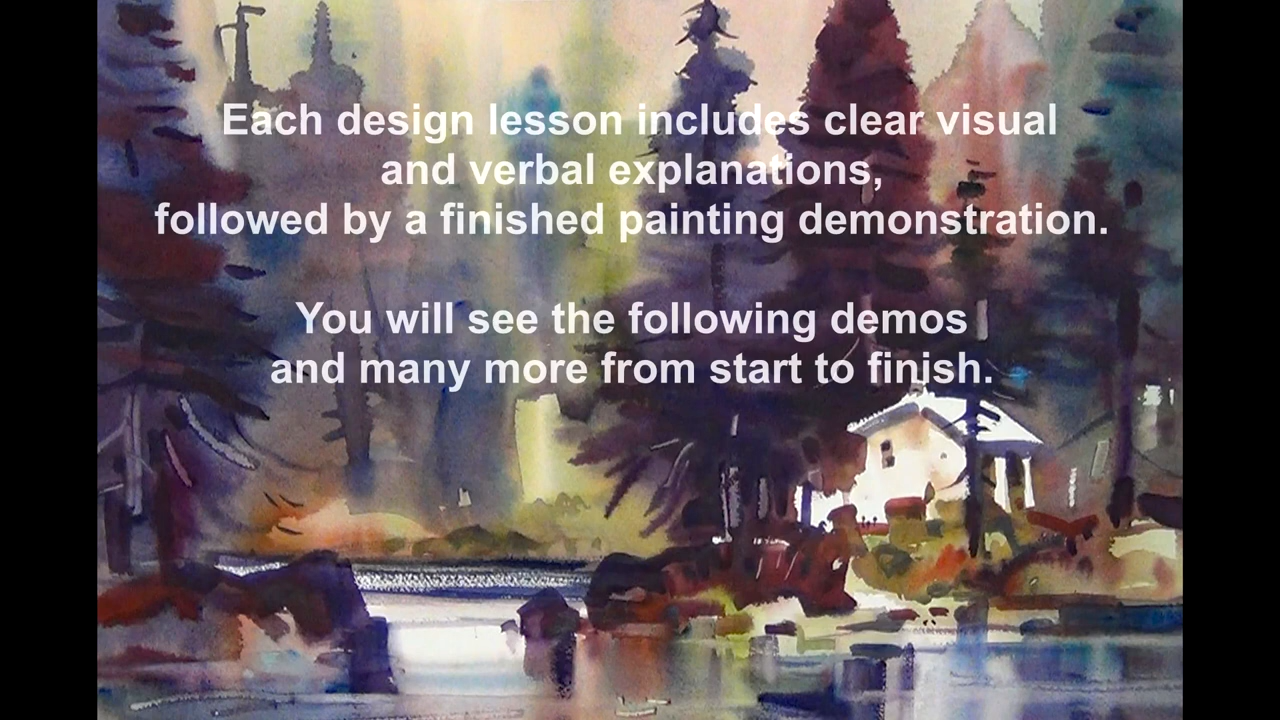 Each design lesson includes clear visual
and verbal explanations,
followed by a finished painting demonstration.
You will see the following demos
and many more from start to finish.